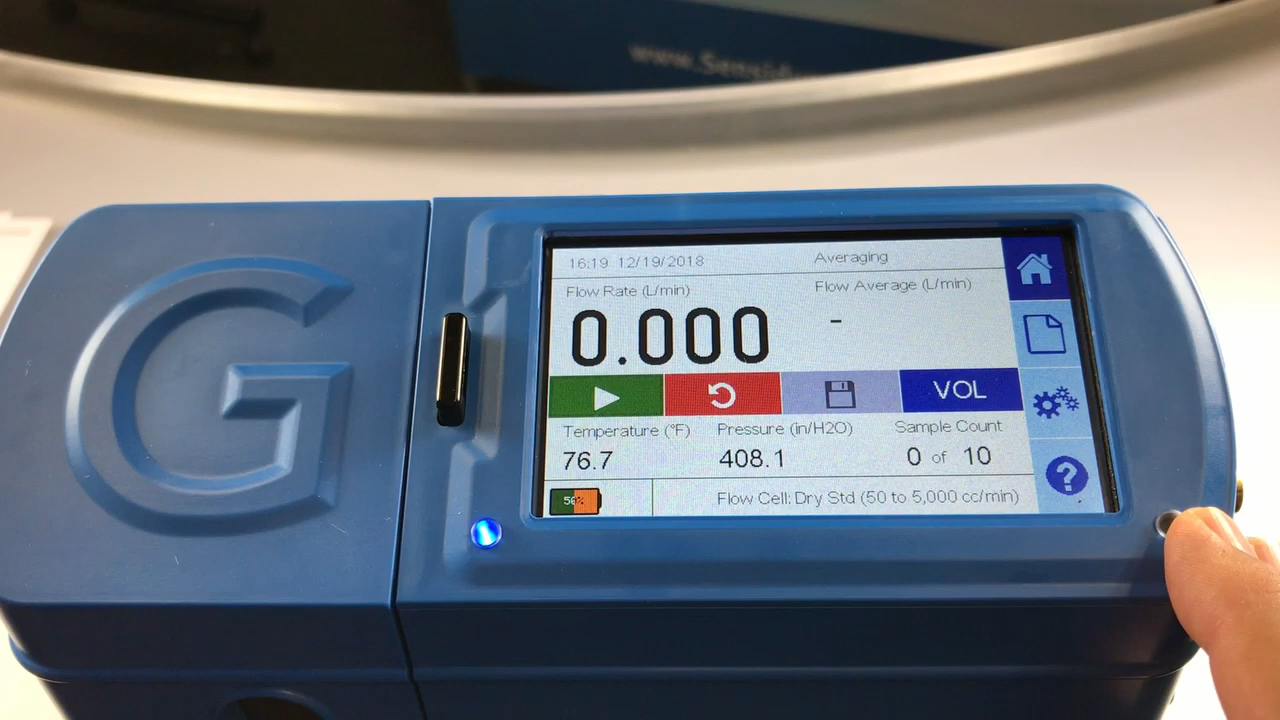 G
16:19 12/19/2018 Averaging
Flow Rate (L/min) Flow Average (L/min)
0.000 -
VOL
Temperature (°F) Pressure (in/H2O) Sample Count
76.7 408.1 0 of 10
Flow Cell: Dry Std (50 to 5,000 cc/min)
?